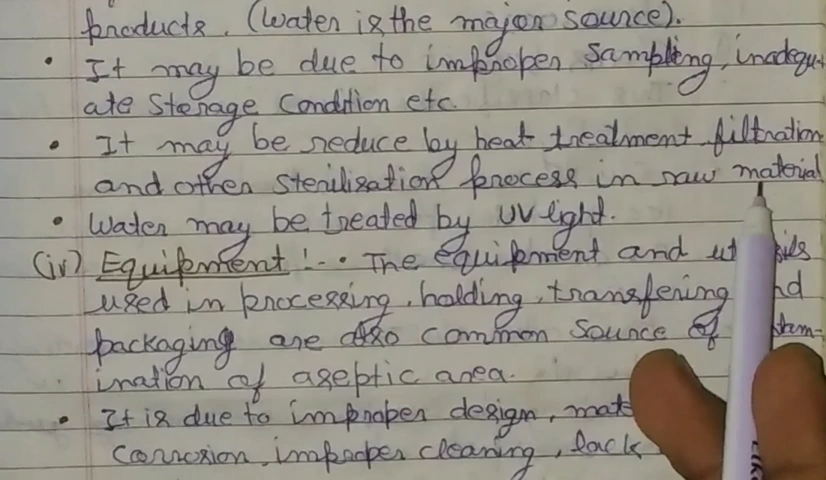 products. (Water is the major source).
• It may be due to improper sampling, inadequ-
ate storage condition etc.
• It may be reduce by heat treatment filtration
and other sterilization process in raw material
• Water may be treated by UV light.
(iv) Equipment :- • The equipment and
used in processing, holding, transfering
packaging are also common source of
ination of aseptic area.
• It is due to improper design,
corrosion, improper cleaning, lack